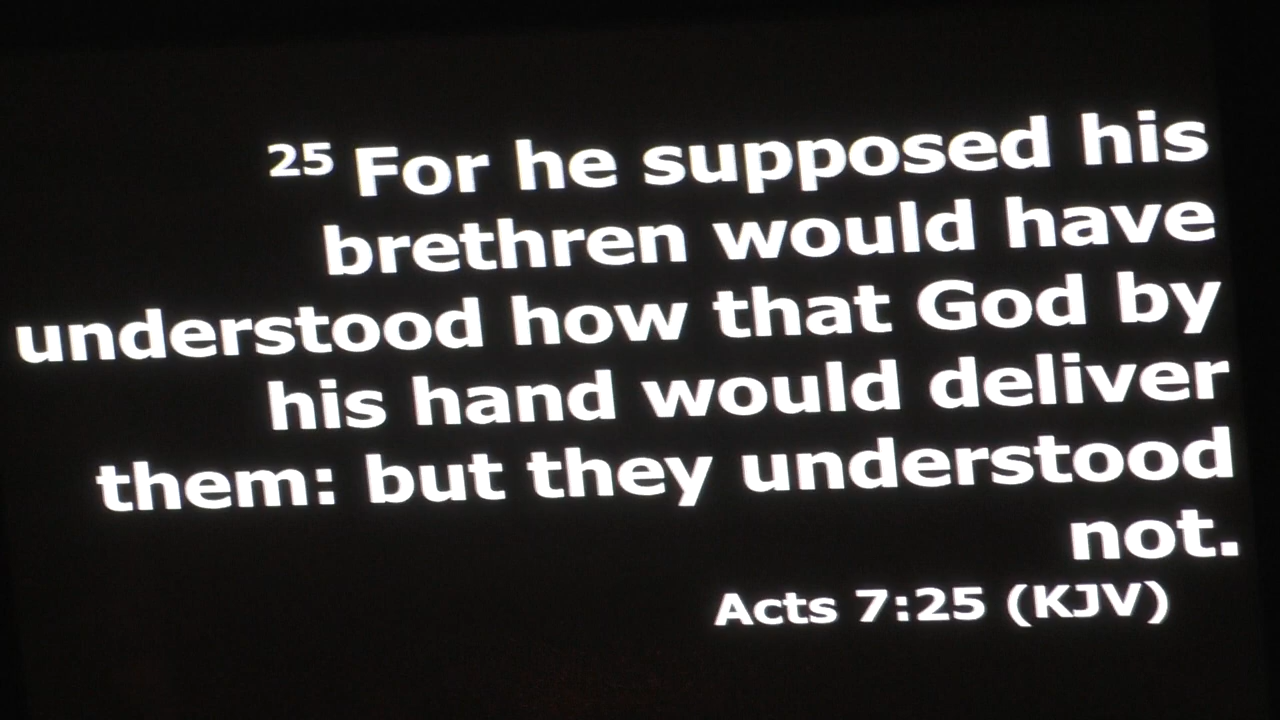 25 For he supposed his
brethren would have
understood how that God by
his hand would deliver
them: but they understood
not.
Acts 7:25 (KJV)